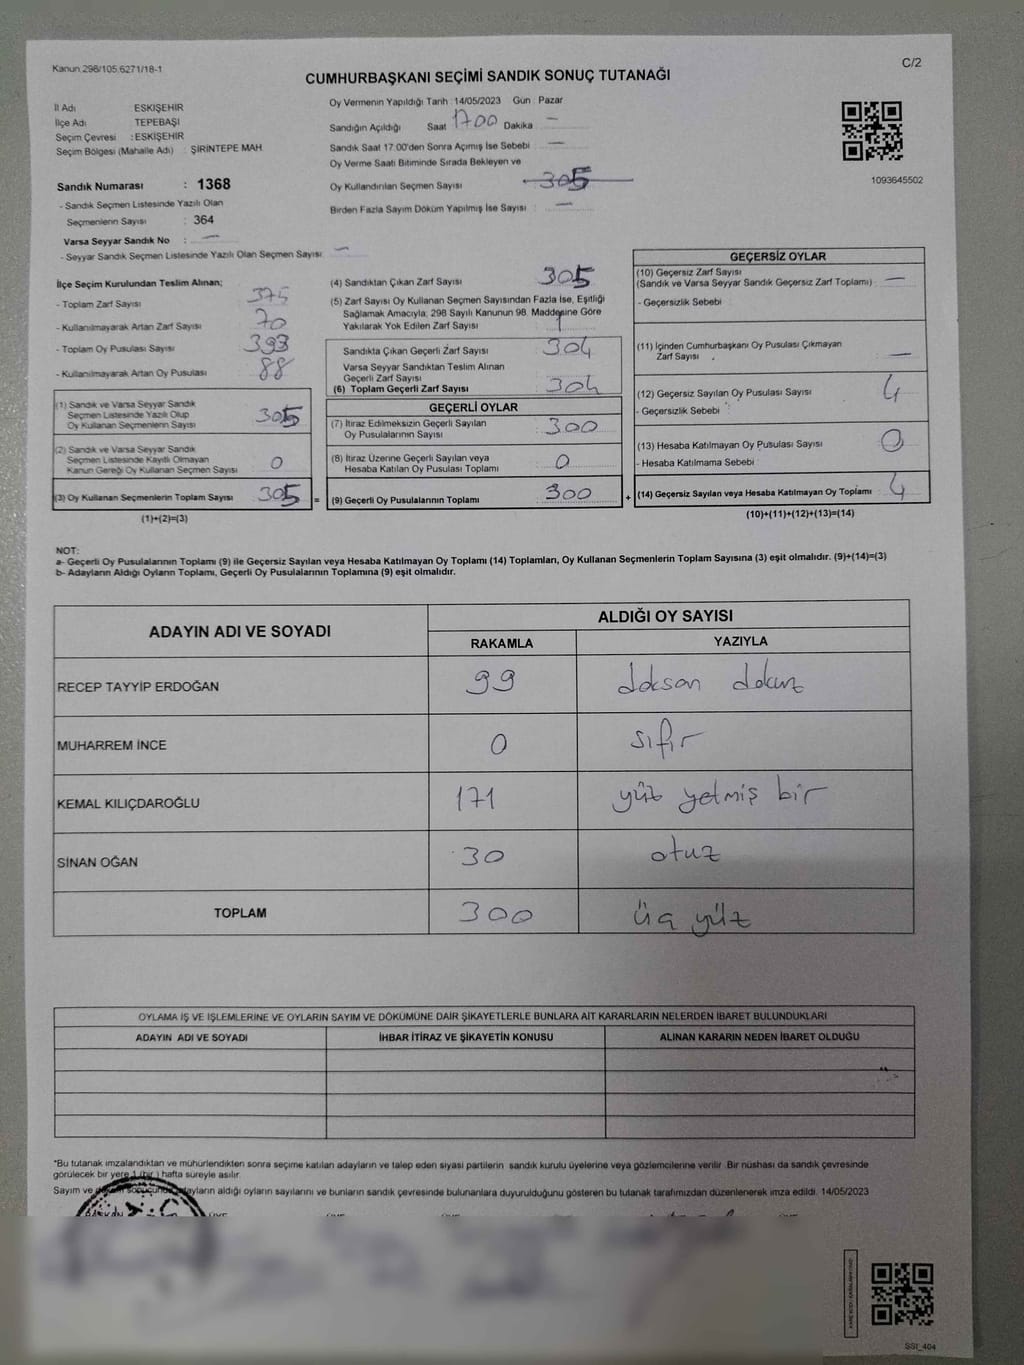 Kanun 298/105,6271/18-1
C/2
CUMHURBAŞKANI SEÇİMİ SANDIK SONUÇ TUTANAĞI
İl Adı ESKİŞEHİR
İlçe Adı TEPEBAŞI
Seçim Çevresi : ESKİŞEHİR
Seçim Bölgesi (Mahalle Adı) : ŞİRİNTEPE MAH.
Sandık Numarası : 1368
- Sandık Seçmen Listesinde Yazılı Olan
Seçmenlerin Sayısı : 364
Varsa Seyyar Sandık No : —
- Seyyar Sandık Seçmen Listesinde Yazılı Olan Seçmen Sayısı: —
Oy Vermenin Yapıldığı Tarih : 14/05/2023 Gün : Pazar
Sandığın Açıldığı Saat 1700 Dakika —
Sandık Saat 17.00'den Sonra Açımış İse Sebebi —
Oy Verme Saati Bitiminde Sırada Bekleyen ve
Oy Kullandırılan Seçmen Sayısı 305
Birden Fazla Sayım Döküm Yapılmış İse Sayısı : —
1093645502
İlçe Seçim Kurulundan Teslim Alınan;
- Toplam Zarf Sayısı 375
- Kullanılmayarak Artan Zarf Sayısı 70
- Toplam Oy Pusulası Sayısı 393
- Kullanılmayarak Artan Oy Pusulası 88
(1) Sandık ve Varsa Seyyar Sandık
Seçmen Listesinde Yazılı Olup
Oy Kullanan Seçmenlerin Sayısı 305
(2) Sandık ve Varsa Seyyar Sandık
Seçmen Listesinde Kayıtlı Olmayan
Kanun Gereği Oy Kullanan Seçmen Sayısı 0
(3) Oy Kullanan Seçmenlerin Toplam Sayısı 305
(1)+(2)=(3)
=
(4) Sandıktan Çıkan Zarf Sayısı 305
(5) Zarf Sayısı Oy Kullanan Seçmen Sayısından Fazla İse, Eşitliği
Sağlamak Amacıyla; 298 Sayılı Kanunun 98. Maddesine Göre
Yakılarak Yok Edilen Zarf Sayısı 1
Sandıkta Çıkan Geçerli Zarf Sayısı 304
Varsa Seyyar Sandıktan Teslim Alınan
Geçerli Zarf Sayısı
(6) Toplam Geçerli Zarf Sayısı 304
GEÇERLİ OYLAR
(7) İtiraz Edilmeksizin Geçerli Sayılan
Oy Pusulalarının Sayısı 300
(8) İtiraz Üzerine Geçerli Sayılan veya
Hesaba Katılan Oy Pusulası Toplamı 0
(9) Geçerli Oy Pusulalarının Toplamı 300
+
GEÇERSİZ OYLAR
(10) Geçersiz Zarf Sayısı
(Sandık ve Varsa Seyyar Sandık Geçersiz Zarf Toplamı) : —
- Geçersizlik Sebebi :
(11) İçinden Cumhurbaşkanı Oy Pusulası Çıkmayan
Zarf Sayısı : —
(12) Geçersiz Sayılan Oy Pusulası Sayısı 4
- Geçersizlik Sebebi :
(13) Hesaba Katılmayan Oy Pusulası Sayısı 0
- Hesaba Katılmama Sebebi :
(14) Geçersiz Sayılan veya Hesaba Katılmayan Oy Toplamı 4
(10)+(11)+(12)+(13)=(14)
NOT:
a- Geçerli Oy Pusulalarının Toplamı (9) ile Geçersiz Sayılan veya Hesaba Katılmayan Oy Toplamı (14) Toplamları, Oy Kullanan Seçmenlerin Toplam Sayısına (3) eşit olmalıdır. (9)+(14)=(3)
b- Adayların Aldığı Oyların Toplamı, Geçerli Oy Pusulalarının Toplamına (9) eşit olmalıdır.
ADAYIN ADI VE SOYADI ALDIĞI OY SAYISI
RAKAMLA YAZIYLA
RECEP TAYYİP ERDOĞAN 99 doksan dokuz
MUHARREM İNCE 0 sıfır
KEMAL KILIÇDAROĞLU 171 yüz yetmiş bir
SİNAN OĞAN 30 otuz
TOPLAM 300 üç yüz
OYLAMA İŞ VE İŞLEMLERİNE VE OYLARIN SAYIM VE DÖKÜMÜNE DAİR ŞİKAYETLERLE BUNLARA AİT KARARLARIN NELERDEN İBARET BULUNDUKLARI
ADAYIN ADI VE SOYADI İHBAR İTİRAZ VE ŞİKAYETİN KONUSU ALINAN KARARIN NEDEN İBARET OLDUĞU
*Bu tutanak imzalandıktan ve mühürlendikten sonra seçime katılan adayların ve talep eden siyasi partilerin sandık kurulu üyelerine veya gözlemcilerine verilir. Bir nüshası da sandık çevresinde
görülecek bir yere 1 (bir ) hafta süreyle asılır.
Sayım ve döküm sonucunda adayların aldığı oyların sayılarını ve bunların sandık çevresinde bulunanlara duyurulduğunu gösteren bu tutanak tarafımızdan düzenlenerek imza edildi. 14/05/2023
BAŞKAN
SSI_404